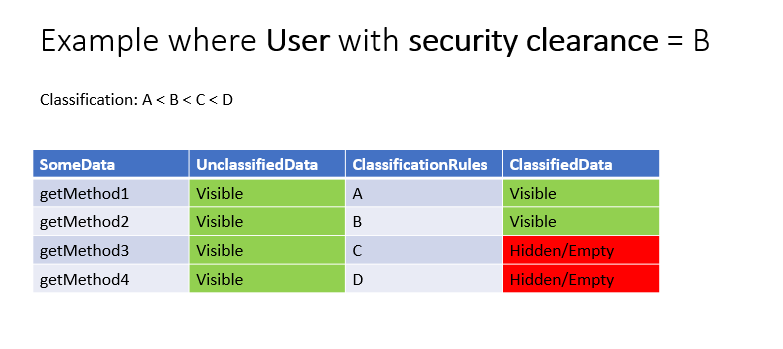 Example where User with security clearance = B
Classification: A < B < C < D
SomeData UnclassifiedData ClassificationRules ClassifiedData
getMethod1 Visible A Visible
getMethod2 Visible B Visible
getMethod3 Visible C Hidden/Empty
getMethod4 Visible D Hidden/Empty